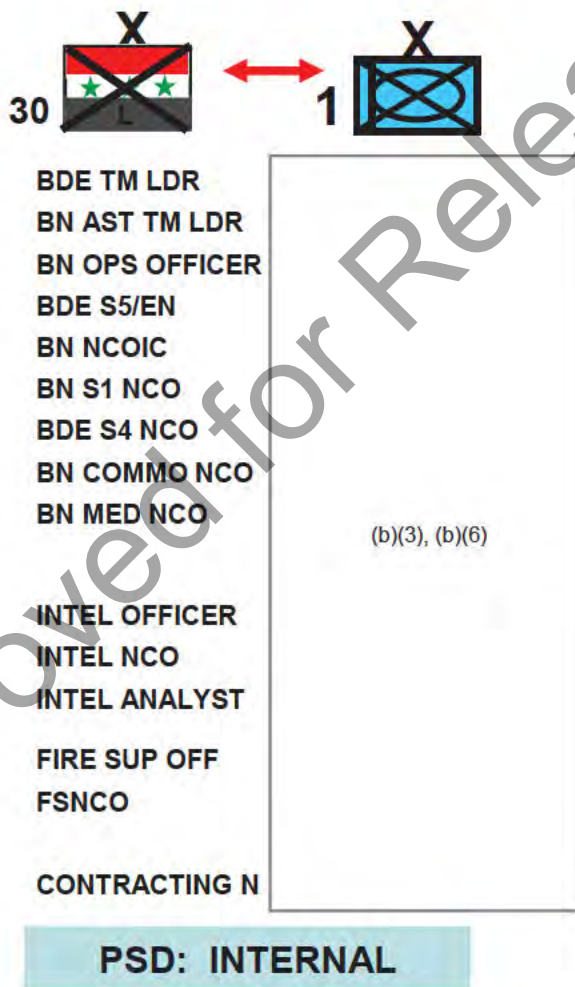 X X
30 L 1
BDE TM LDR
BN AST TM LDR
BN OPS OFFICER
BDE S5/EN
BN NCOIC
BN S1 NCO
BDE S4 NCO
BN COMMO NCO
BN MED NCO
(b)(3), (b)(6)
INTEL OFFICER
INTEL NCO
INTEL ANALYST
FIRE SUP OFF
FSNCO
CONTRACTING N
PSD: INTERNAL
oved for Relea